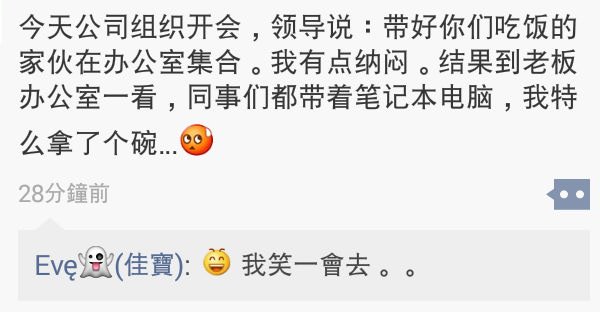 今天公司组织开会，领导说：带好你们吃饭的
家伙在办公室集合。我有点纳闷。结果到老板
办公室一看，同事们都带着笔记本电脑，我特
么拿了个碗...
28分鐘前
Evę👻(佳寶): 😄 我笑一會去。。